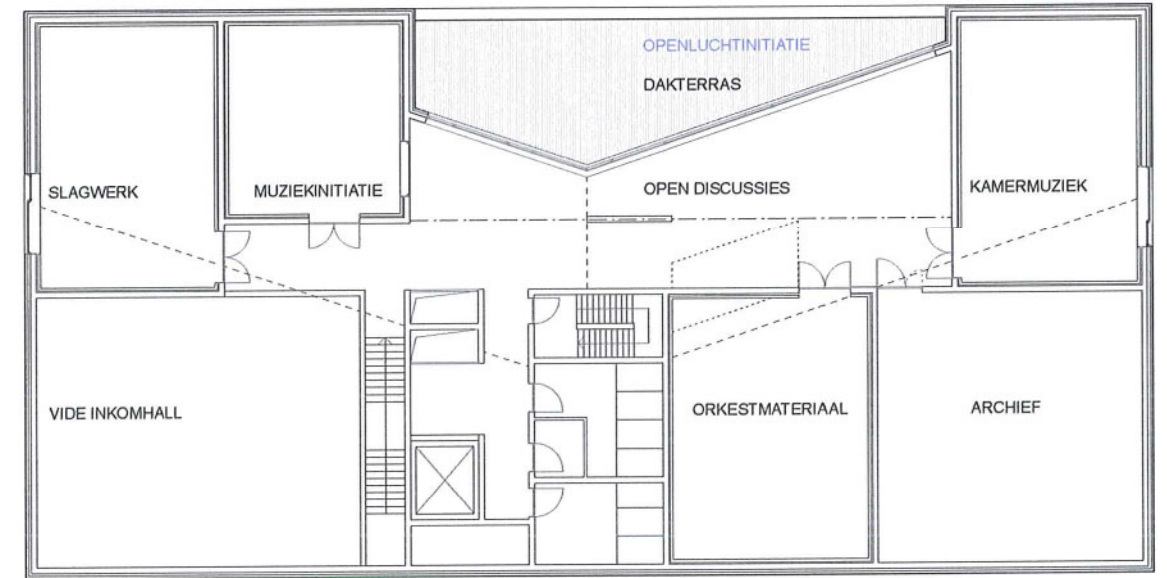 OPENLUCHTINITIATIE
DAKTERRAS
SLAGWERK
MUZIEKINITIATIE
OPEN DISCUSSIES
KAMERMUZIEK
VIDE INKOMHALL
ORKESTMATERIAAL
ARCHIEF